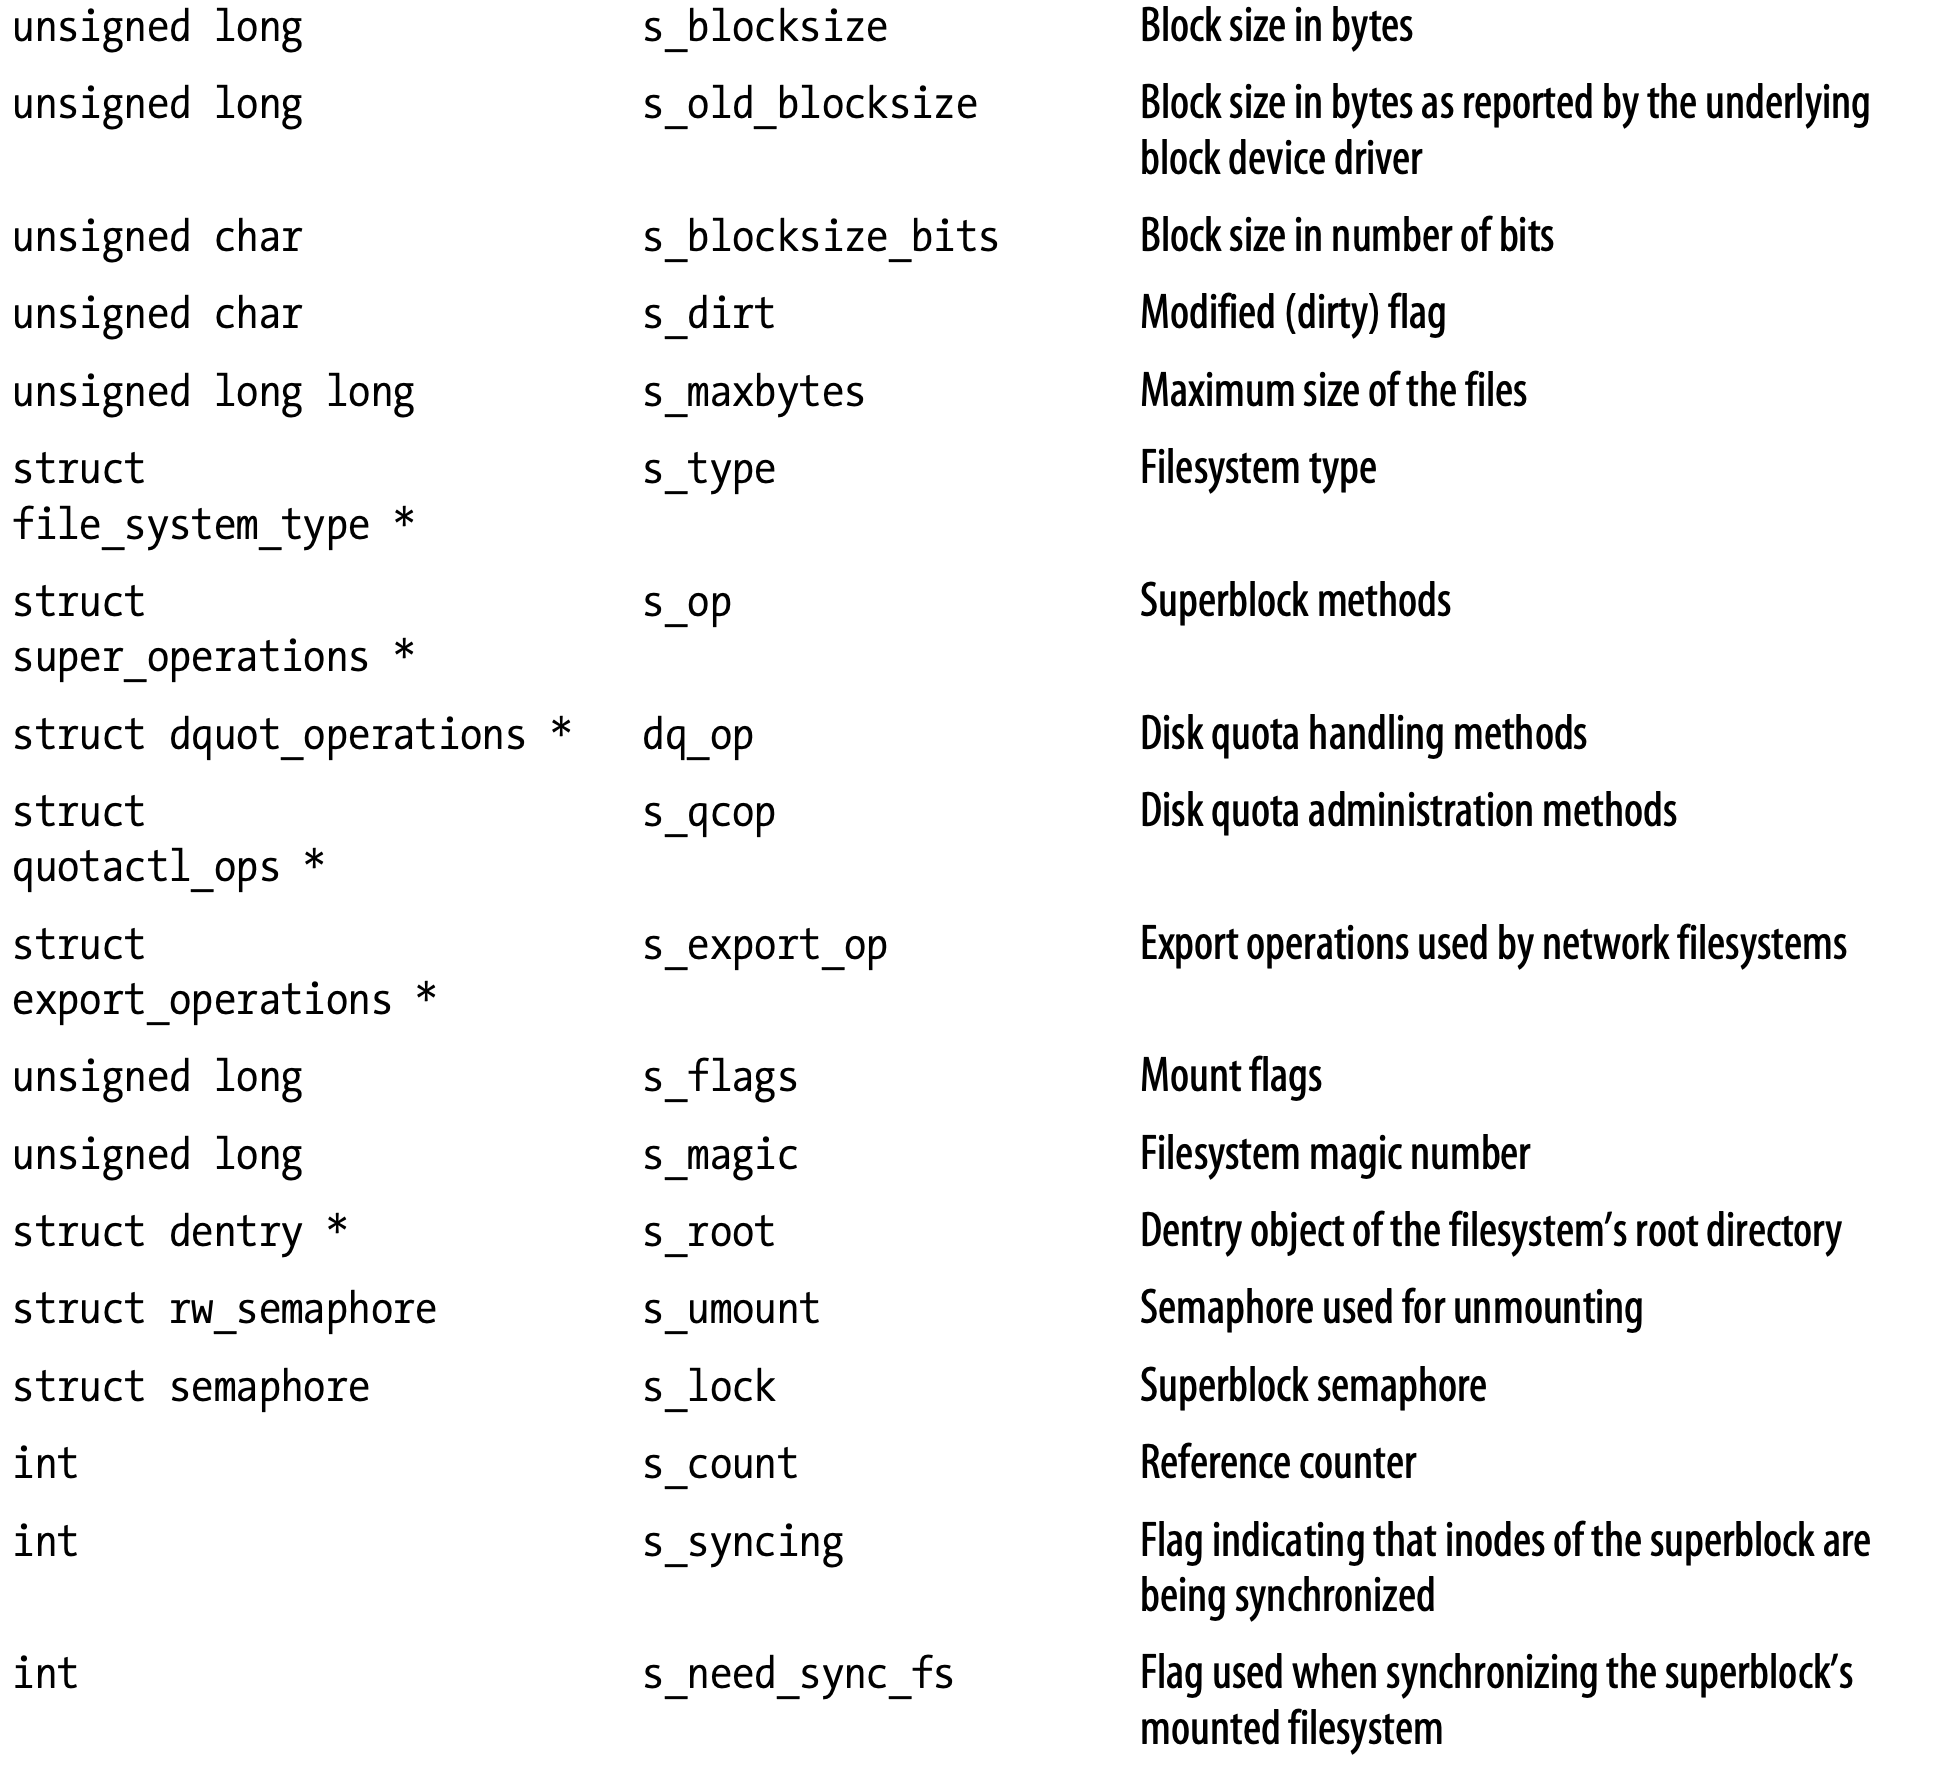 unsigned long s_blocksize Block size in bytes
unsigned long s_old_blocksize Block size in bytes as reported by the underlying
block device driver
unsigned char s_blocksize_bits Block size in number of bits
unsigned char s_dirt Modified (dirty) flag
unsigned long long s_maxbytes Maximum size of the files
struct s_type Filesystem type
file_system_type *
struct s_op Superblock methods
super_operations *
struct dquot_operations * dq_op Disk quota handling methods
struct s_qcop Disk quota administration methods
quotactl_ops *
struct s_export_op Export operations used by network filesystems
export_operations *
unsigned long s_flags Mount flags
unsigned long s_magic Filesystem magic number
struct dentry * s_root Dentry object of the filesystem’s root directory
struct rw_semaphore s_umount Semaphore used for unmounting
struct semaphore s_lock Superblock semaphore
int s_count Reference counter
int s_syncing Flag indicating that inodes of the superblock are
being synchronized
int s_need_sync_fs Flag used when synchronizing the superblock’s
mounted filesystem